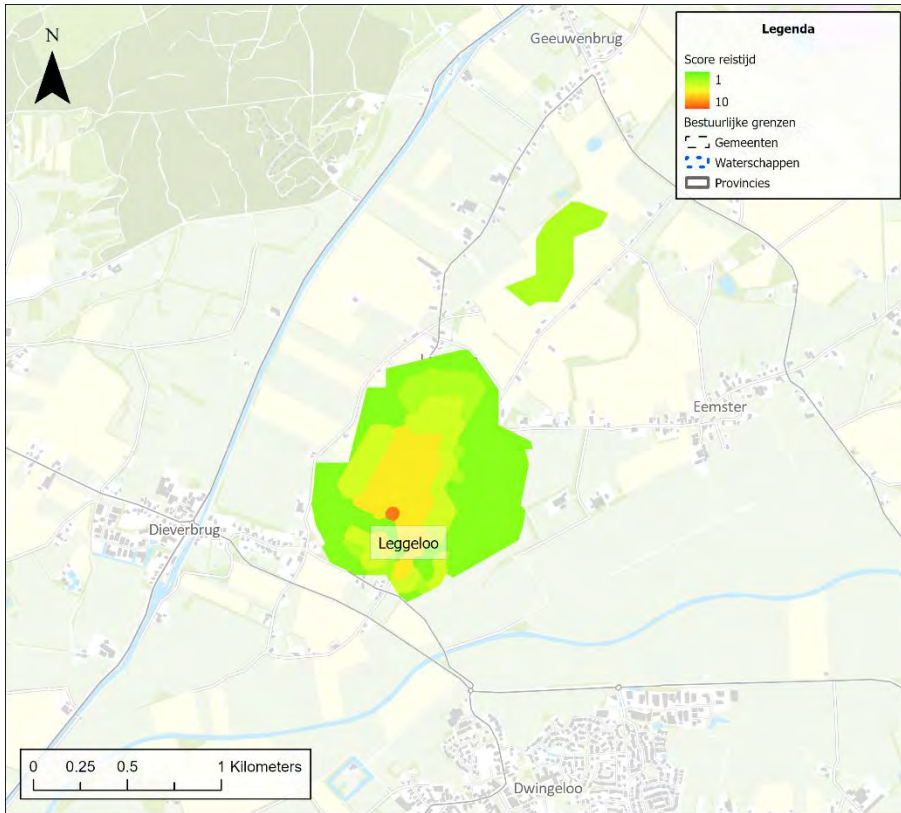 N
Geeuwenbrug
Legenda
Score reistijd
1
10
Bestuurlijke grenzen
Gemeenten
Waterschappen
Provincies
Eemster
Dieverbrug
Leggeloo
0 0.25 0.5 1 Kilometers
Dwingeloo